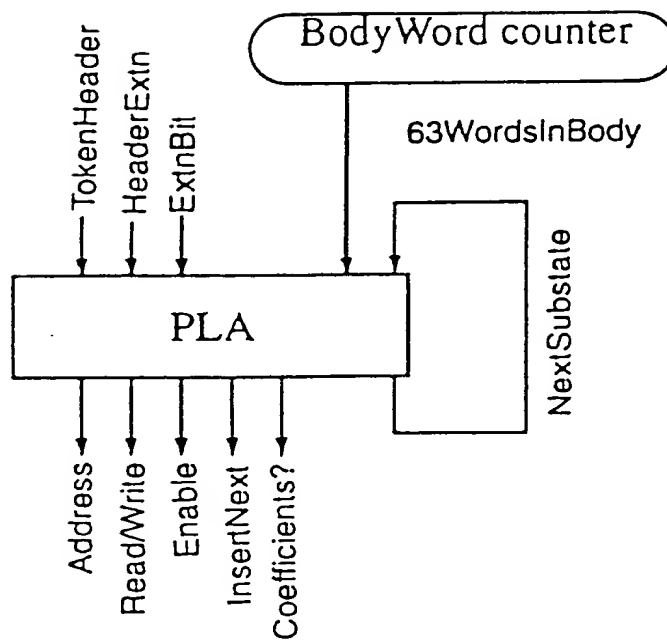 BodyWord counter
63WordsInBody
TokenHeader
HeaderExtn
ExtnBit
PLA
NextSubstate
Address
Read/Write
Enable
InsertNext
Coefficients?